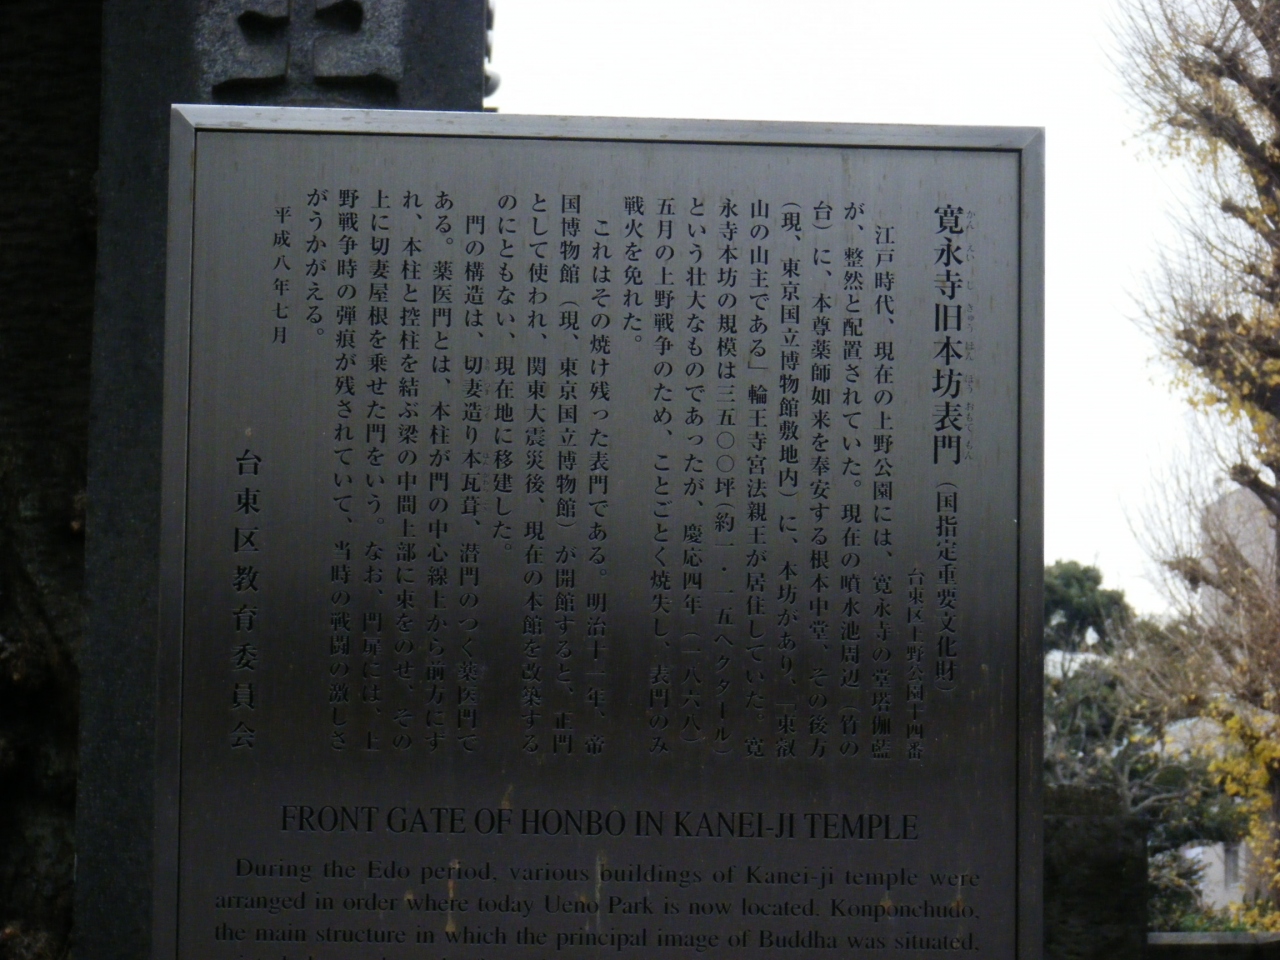 寛永寺旧本坊表門（国指定重要文化財）
かんえいじ きゅうほんぼうおもてもん
台東区上野公園十四番
江戸時代、現在の上野公園には、寛永寺の堂塔伽藍
が、整然と配置されていた。現在の噴水池周辺（竹の
台）に、本尊薬師如来を奉安する根本中堂、その後方
（現、東京国立博物館敷地内）に、本坊があり、「東叡
山の山主である」輪王寺宮法親王が居住していた。寛
永寺本坊の規模は三五〇〇坪（約一・一五ヘクタール）
という壮大なものであったが、慶応四年（一八六八）
五月の上野戦争のため、ことごとく焼失し、表門のみ
戦火を免れた。
これはその焼け残った表門である。明治十一年、帝
国博物館（現、東京国立博物館）が開館すると、正門
として使われ、関東大震災後、現在の本館を改築する
のにともない、現在地に移建した。
門の構造は、切妻造り本瓦葺、潜門のつく薬医門で
ある。薬医門とは、本柱が門の中心線上から前方にず
れ、本柱と控柱を結ぶ梁の中間上部に束をのせ、その
上に切妻屋根を乗せた門をいう。なお、門扉には、上
野戦争時の弾痕が残されていて、当時の戦闘の激しさ
がうかがえる。
平成八年七月
台東区教育委員会
FRONT GATE OF HONBO IN KANEI-JI TEMPLE
During the Edo period, various buildings of Kanei-ji temple were
arranged in order where today Ueno Park is now located. Konponchudo,
the main structure in which the principal image of Buddha was situated,